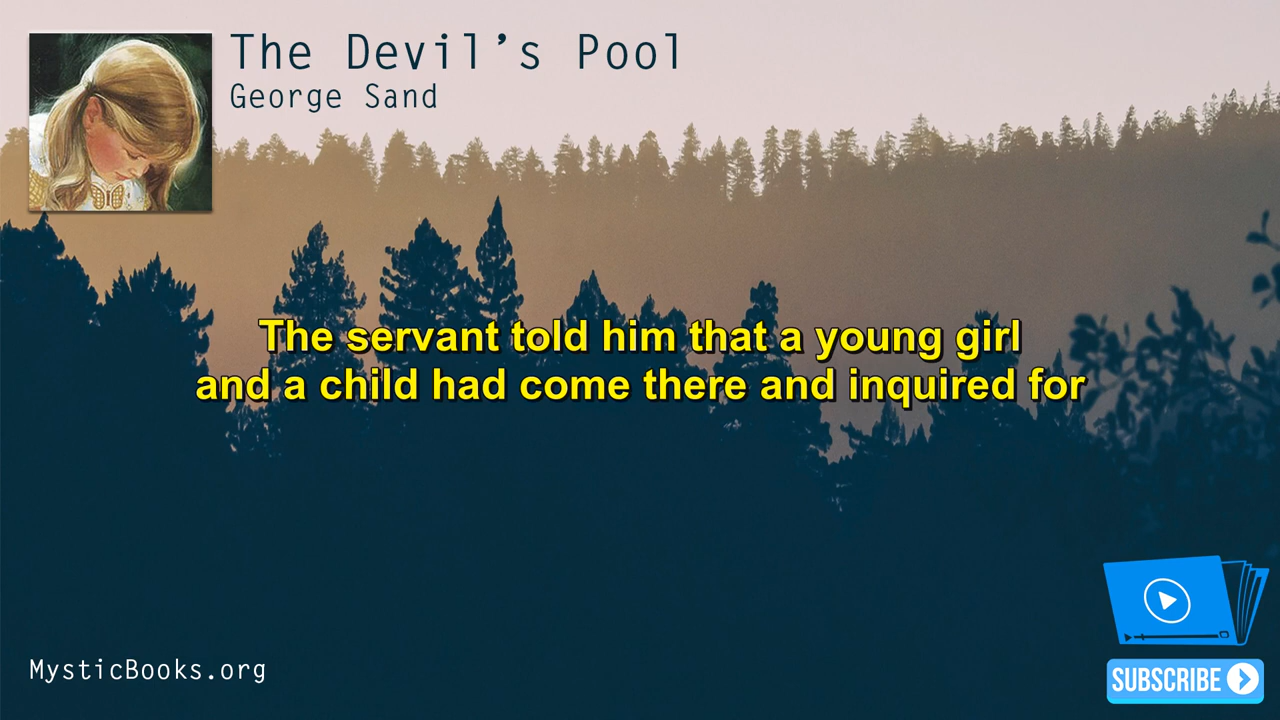 The Devil's Pool
George Sand
The servant told him that a young girl
and a child had come there and inquired for
MysticBooks.org
SUBSCRIBE